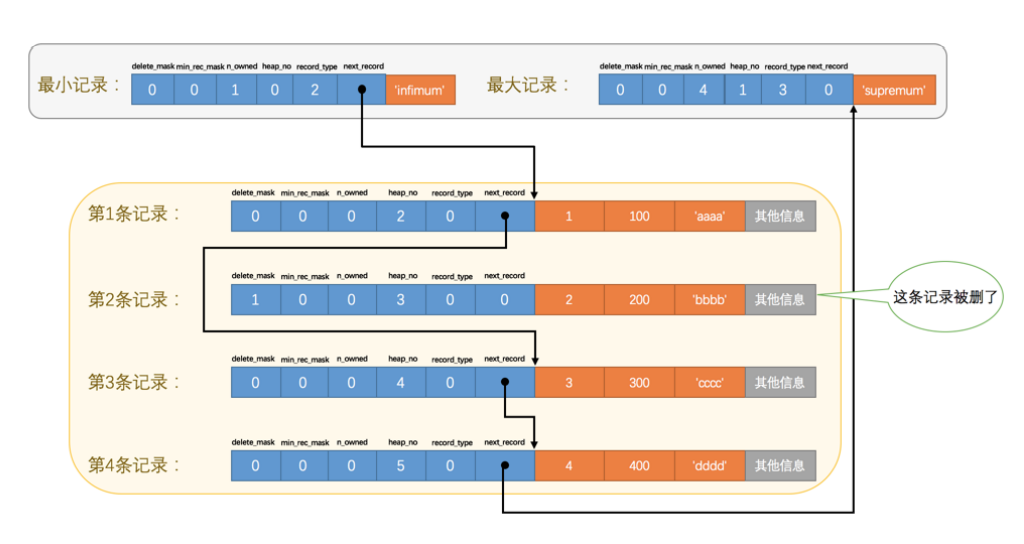 delete_mask min_rec_mask n_owned heap_no record_type next_record
最小记录： 0 0 1 0 2 'infimum'
delete_mask min_rec_mask n_owned heap_no record_type next_record
最大记录： 0 0 4 1 3 0 'supremum'
delete_mask min_rec_mask n_owned heap_no record_type next_record
第1条记录： 0 0 0 2 0 1 100 'aaaa' 其他信息
delete_mask min_rec_mask n_owned heap_no record_type next_record
第2条记录： 1 0 0 3 0 0 2 200 'bbbb' 其他信息
这条记录被删了
delete_mask min_rec_mask n_owned heap_no record_type next_record
第3条记录： 0 0 0 4 0 3 300 'cccc' 其他信息
delete_mask min_rec_mask n_owned heap_no record_type next_record
第4条记录： 0 0 0 5 0 4 400 'dddd' 其他信息